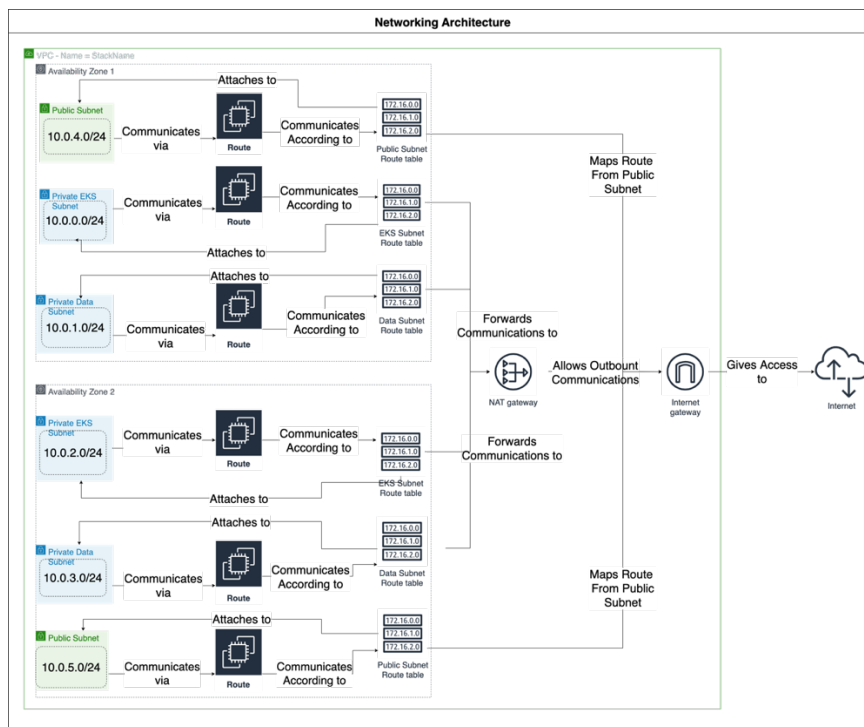 Networking Architecture
VPC - Name = StackName
Availability Zone 1
Attaches to
Public Subnet
10.0.4.0/24
Communicates
via
Route
Communicates
According to
172.16.0.0
172.16.1.0
172.16.2.0
Public Subnet
Route table
Maps Route
From Public
Subnet
Private EKS
Subnet
10.0.0.0/24
Communicates
via
Route
Communicates
According to
172.16.0.0
172.16.1.0
172.16.2.0
EKS Subnet
Route table
Attaches to
Attaches to
Private Data
Subnet
10.0.1.0/24
Communicates
via
Route
Communicates
According to
172.16.0.0
172.16.1.0
172.16.2.0
Data Subnet
Route table
Forwards
Communications to
NAT gateway
Allows Outbound
Communications
Internet
gateway
Gives Access
to
Internet
Availability Zone 2
Private EKS
Subnet
10.0.2.0/24
Communicates
via
Route
Communicates
According to
172.16.0.0
172.16.1.0
172.16.2.0
EKS Subnet
Route table
Forwards
Communications to
Attaches to
Attaches to
Private Data
Subnet
10.0.3.0/24
Communicates
via
Route
Communicates
According to
172.16.0.0
172.16.1.0
172.16.2.0
Data Subnet
Route table
Maps Route
From Public
Subnet
Attaches to
Public Subnet
10.0.5.0/24
Communicates
via
Route
Communicates
According to
172.16.0.0
172.16.1.0
172.16.2.0
Public Subnet
Route table